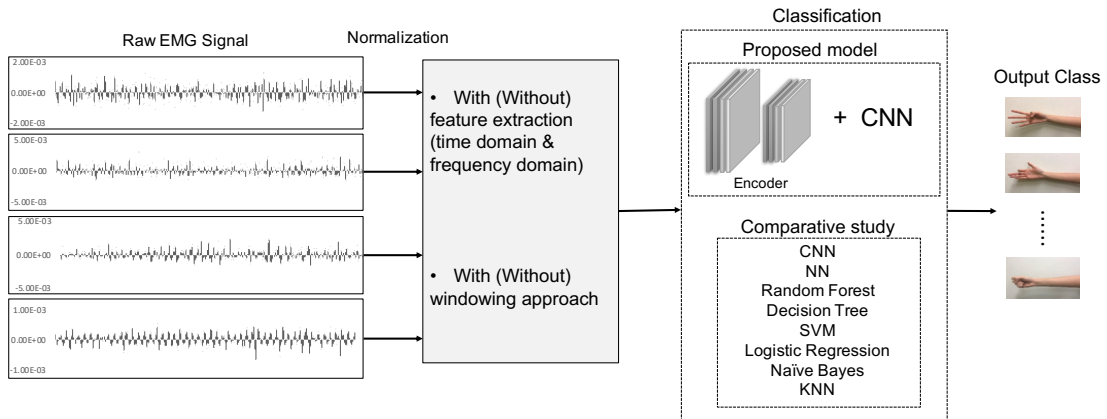 Classification
Raw EMG Signal
Normalization
Proposed model
Output Class
2.00E-03
0.00E+00
-2.00E-03
5.00E-03
0.00E+00
-5.00E-03
5.00E-03
0.00E+00
-5.00E-03
1.00E-03
0.00E+00
-1.00E-03
• With (Without)
feature extraction
(time domain &
frequency domain)
• With (Without)
windowing approach
+ CNN
Encoder
Comparative study
CNN
NN
Random Forest
Decision Tree
SVM
Logistic Regression
Naïve Bayes
KNN